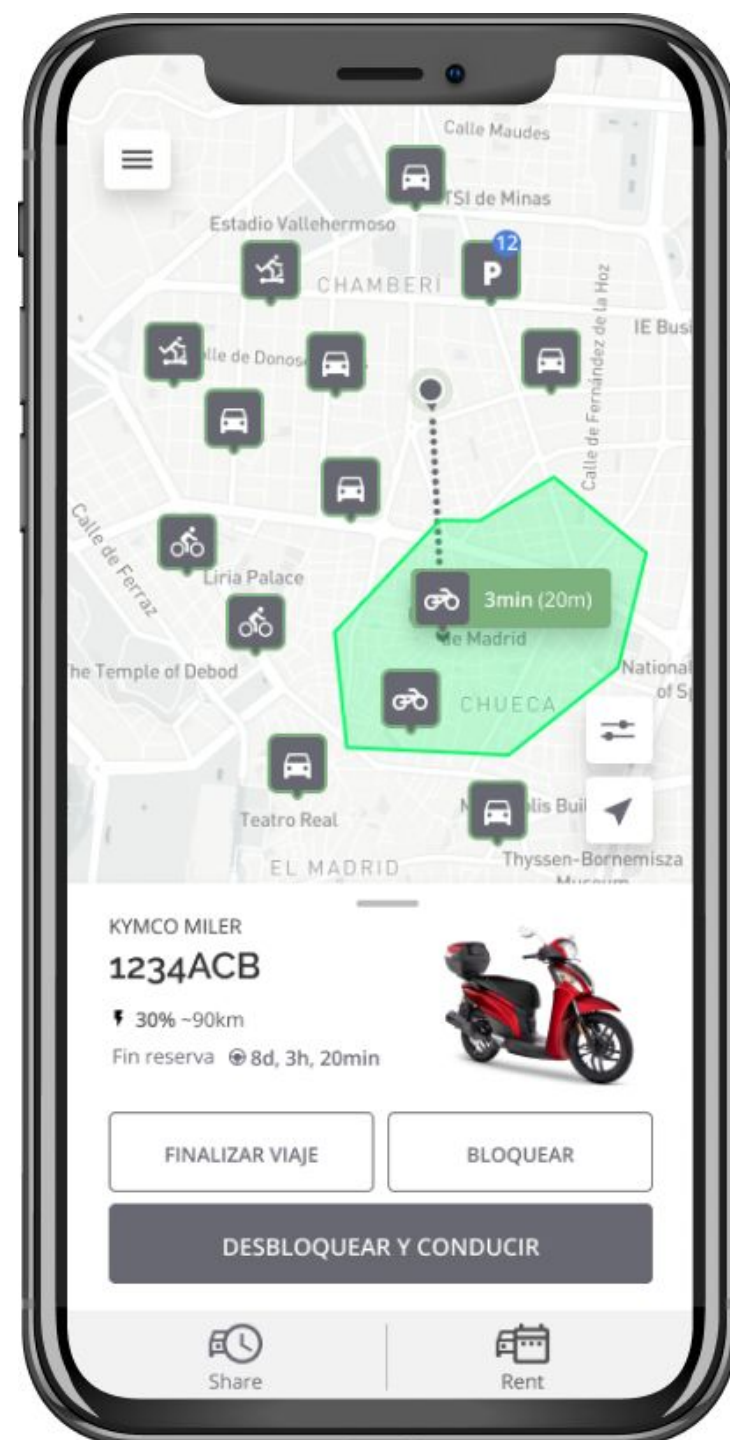 Calle Maudes
TSI de Minas
Estadio Vallehermoso
12
P
CHAMBERÍ
Calle de Fernández de la Hoz
IE Busi
lle de Donos
Calle de Ferraz
Liria Palace
3min (20m)
de Madrid
he Temple of Debod
National
of S
CHUECA
Teatro Real
lis Buil
EL MADRID
Thyssen-Bornemisza
Museum
KYMCO MILER
1234ACB
30% ~90km
Fin reserva 8d, 3h, 20min
FINALIZAR VIAJE
BLOQUEAR
DESBLOQUEAR Y CONDUCIR
Share
Rent